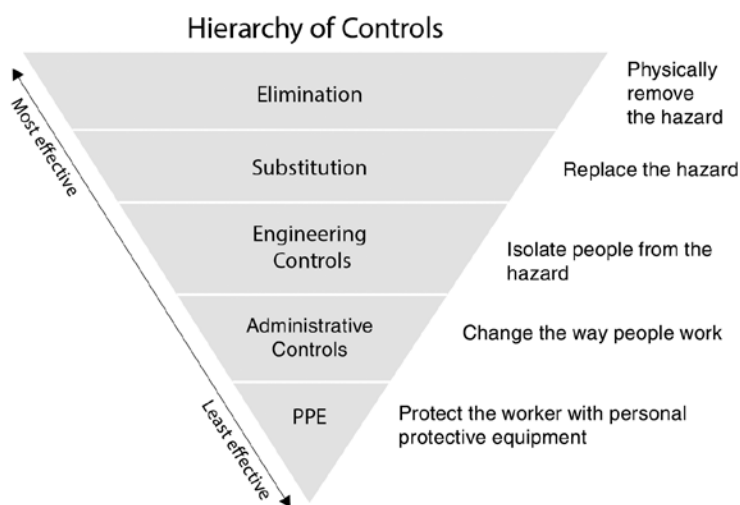 Hierarchy of Controls
Most effective
Least effective
Elimination
Physically
remove
the hazard
Substitution
Replace the hazard
Engineering
Controls
Isolate people from the
hazard
Administrative
Controls
Change the way people work
PPE
Protect the worker with personal
protective equipment